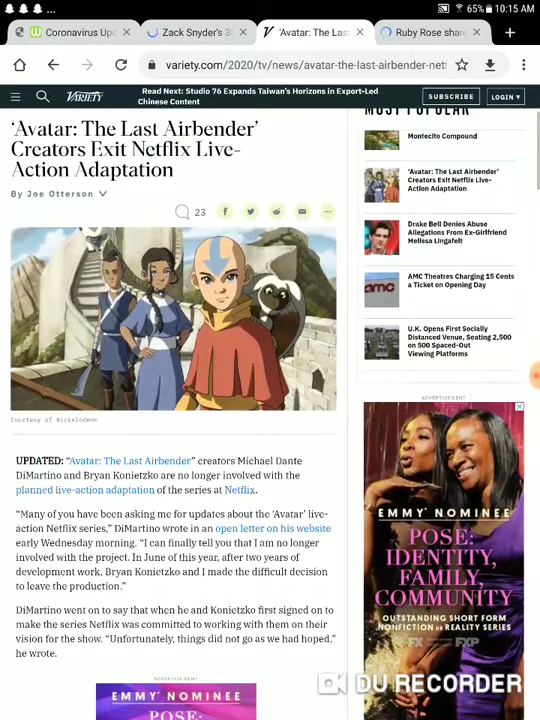 65% 10:15 AM
Coronavirus Up
Zack Snyder's 3
'Avatar: The Las
Ruby Rose share
variety.com/2020/tv/news/avatar-the-last-airbender-net
VARIETY
Read Next: Studio 76 Expands Taiwan's Horizons in Export-Led
Chinese Content
SUBSCRIBE
LOGIN
MOST POPULAR
'Avatar: The Last Airbender'
Creators Exit Netflix Live-
Action Adaptation
By Joe Otterson
23
Courtesy of Nickelodeon
UPDATED: “Avatar: The Last Airbender” creators Michael Dante
DiMartino and Bryan Konietzko are no longer involved with the
planned live-action adaptation of the series at Netflix.
“Many of you have been asking me for updates about the ‘Avatar’ live-
action Netflix series,” DiMartino wrote in an open letter on his website
early Wednesday morning. “I can finally tell you that I am no longer
involved with the project. In June of this year, after two years of
development work, Bryan Konietzko and I made the difficult decision
to leave the production.”
DiMartino went on to say that when he and Konietzko first signed on to
make the series Netflix was committed to working with them on their
vision for the show. “Unfortunately, things did not go as we had hoped,”
he wrote.
ADVERTISEMENT
EMMY® NOMINEE
POSE:
Montecito Compound
'Avatar: The Last Airbender'
Creators Exit Netflix Live-
Action Adaptation
Drake Bell Denies Abuse
Allegations From Ex-Girlfriend
Melissa Lingafelt
amc
AMC Theatres Charging 15 Cents
a Ticket on Opening Day
U.K. Opens First Socially
Distanced Venue, Seating 2,500
on 500 Spaced-Out
Viewing Platforms
ADVERTISEMENT
EMMY® NOMINEE
POSE:
IDENTITY,
FAMILY,
COMMUNITY
OUTSTANDING SHORT FORM
NONFICTION OR REALITY SERIES
FX FXP
DU RECORDER